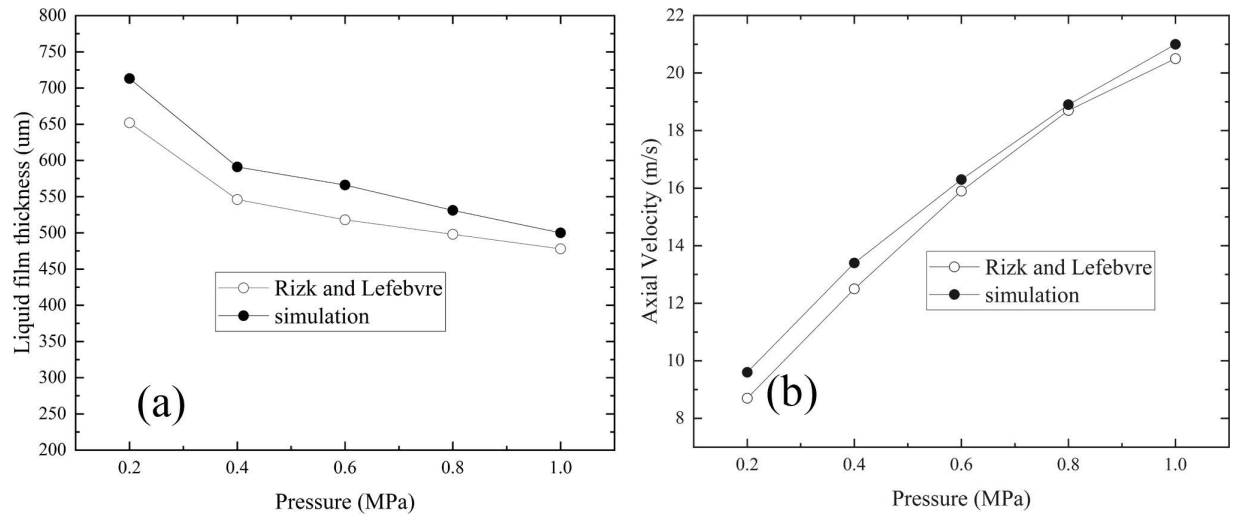 800
750
700
650
600
550
500
450
400
350
300
250
200
0.2 0.4 0.6 0.8 1.0
Liquid film thickness (um)
Pressure (MPa)
Rizk and Lefebvre
simulation
(a)
20
18
16
14
12
10
8
0.2 0.4 0.6 0.8 1.0
Axial Velocity (m/s)
Pressure (MPa)
Rizk and Lefebvre
simulation
(b)